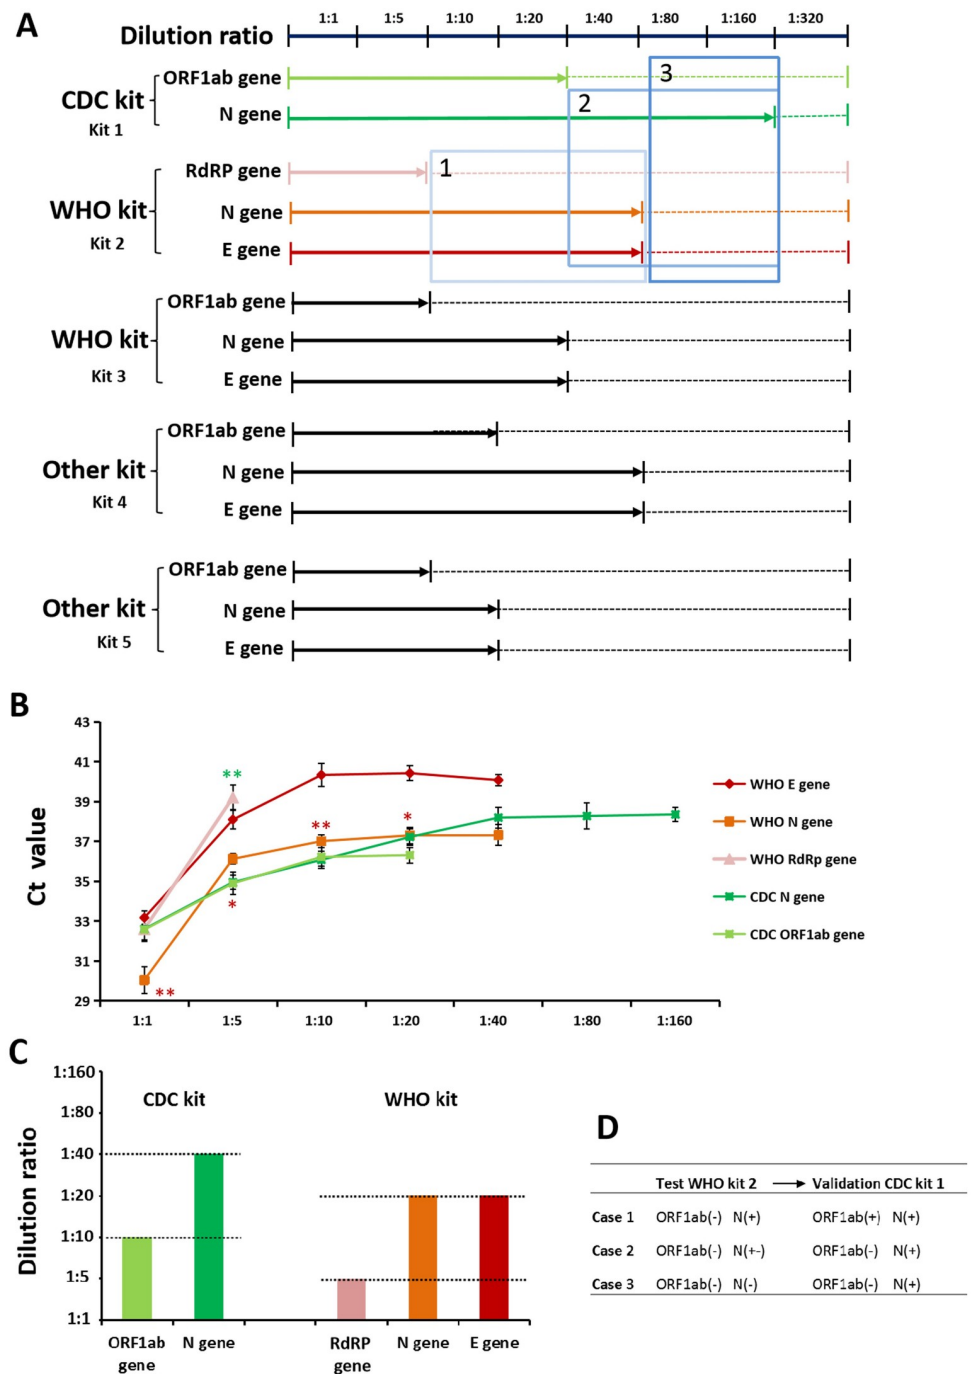 A
1:1 1:5 1:10 1:20 1:40 1:80 1:160 1:320
Dilution ratio
ORF1ab gene
3
CDC kit
2
N gene
Kit 1
1
RdRP gene
WHO kit
N gene
Kit 2
E gene
ORF1ab gene
WHO kit
N gene
Kit 3
E gene
ORF1ab gene
Other kit
N gene
Kit 4
E gene
ORF1ab gene
Other kit
N gene
Kit 5
E gene
B
Ct value
43
41
39
37
35
33
31
29
**
**
*
*
**
1:1 1:5 1:10 1:20 1:40 1:80 1:160
WHO E gene
WHO N gene
WHO RdRp gene
CDC N gene
CDC ORF1ab gene
C
Dilution ratio
1:160
1:80
1:40
1:20
1:10
1:5
1:1
CDC kit WHO kit
ORF1ab gene
N gene
RdRP gene
N gene
E gene
D
Test WHO kit 2 → Validation CDC kit 1
Case 1 ORF1ab(-) N(+) ORF1ab(+) N(+)
Case 2 ORF1ab(-) N(+-) ORF1ab(-) N(+)
Case 3 ORF1ab(-) N(-) ORF1ab(-) N(+)